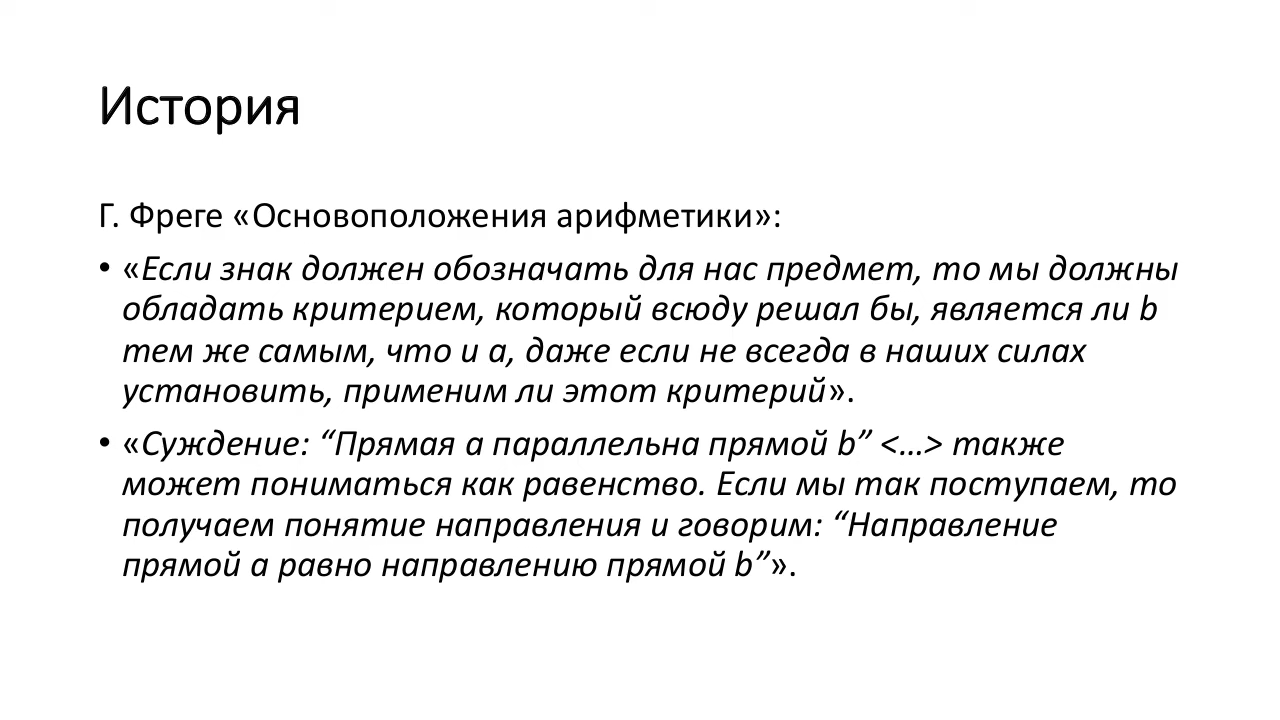 История
Г. Фреге «Основоположения арифметики»:
• «Если знак должен обозначать для нас предмет, то мы должны
обладать критерием, который всюду решал бы, является ли b
тем же самым, что и a, даже если не всегда в наших силах
установить, применим ли этот критерий».
• «Суждение: “Прямая a параллельна прямой b” <…> также
может пониматься как равенство. Если мы так поступаем, то
получаем понятие направления и говорим: “Направление
прямой a равно направлению прямой b”».